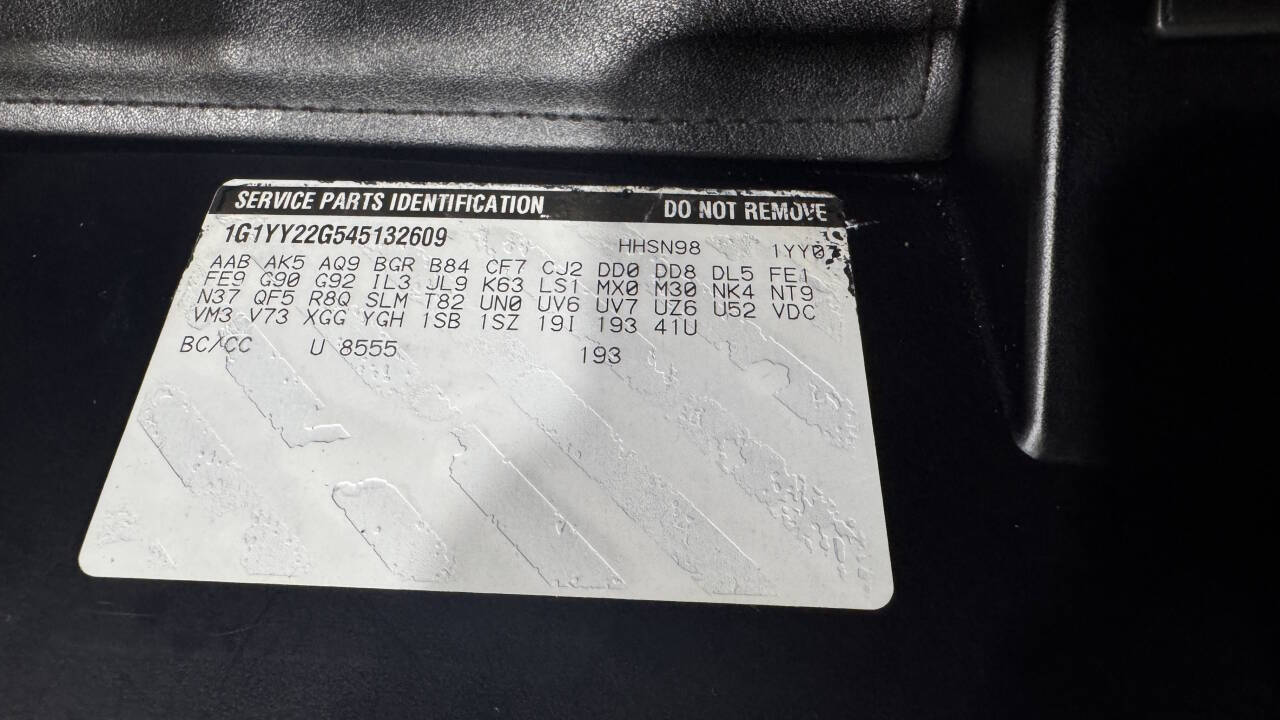 SERVICE PARTS IDENTIFICATION DO NOT REMOVE
1G1YY22G545132609 HHSN98 1YY07
AAB AK5 AQ9 BGR B84 CF7 CJ2 DD0 DD8 DL5 FE1
FE9 G90 G92 IL3 JL9 K63 LS1 MX0 M30 NK4 NT9
N37 QF5 R8Q SLM T82 UN0 UV6 UV7 UZ6 U52 VDC
VM3 V73 XGG YGH 1SB 1SZ 19I 193 41U
BC/CC U 8555 193